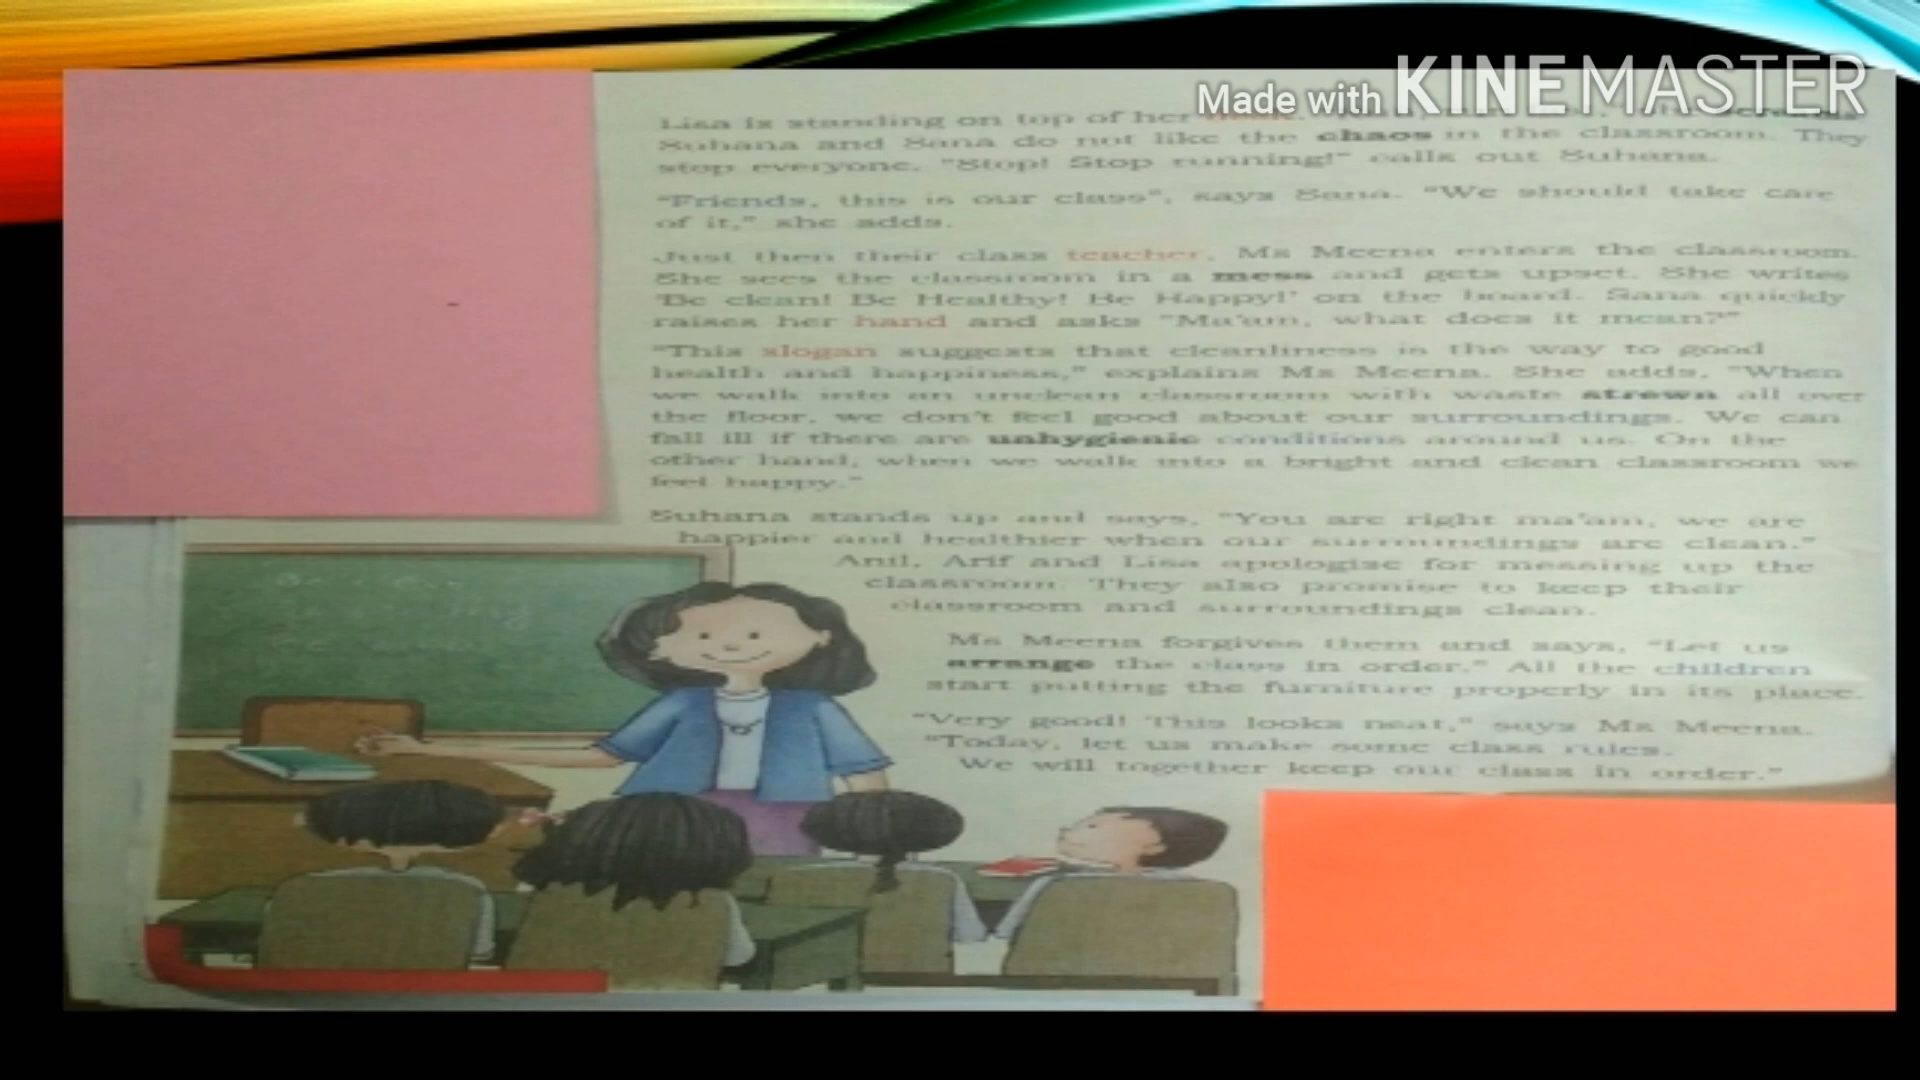 Made with KINEMASTER
Lisa is standing on top of her
Suhana and Sana do not like the chaos in the classroom. They
stop everyone. "Stop! Stop running!" calls out Suhana.
"Friends, this is our class", says Sana. "We should take care
of it," she adds.
Just then their class teacher, Ms Meena enters the classroom.
She sees the classroom in a mess and gets upset. She writes
'Be clean! Be Healthy! Be Happy!' on the board. Sana quickly
raises her hand and asks "Ma'am, what does it mean?"
"This slogan suggests that cleanliness is the way to good
health and happiness," explains Ms Meena. She adds, "When
we walk into an unclean classroom with waste strewn all over
the floor, we don't feel good about our surroundings. We can
fall ill if there are unhygienic conditions around us. On the
other hand, when we walk into a bright and clean classroom we
feel happy."
Suhana stands up and says, "You are right ma'am, we are
happier and healthier when our surroundings are clean."
Anil, Arif and Lisa apologise for messing up the
classroom. They also promise to keep their
classroom and surroundings clean.
Ms Meena forgives them and says, "Let us
arrange the class in order." All the children
start putting the furniture properly in its place.
"Very good! This looks neat," says Ms Meena.
"Today, let us make some class rules.
We will together keep our class in order."